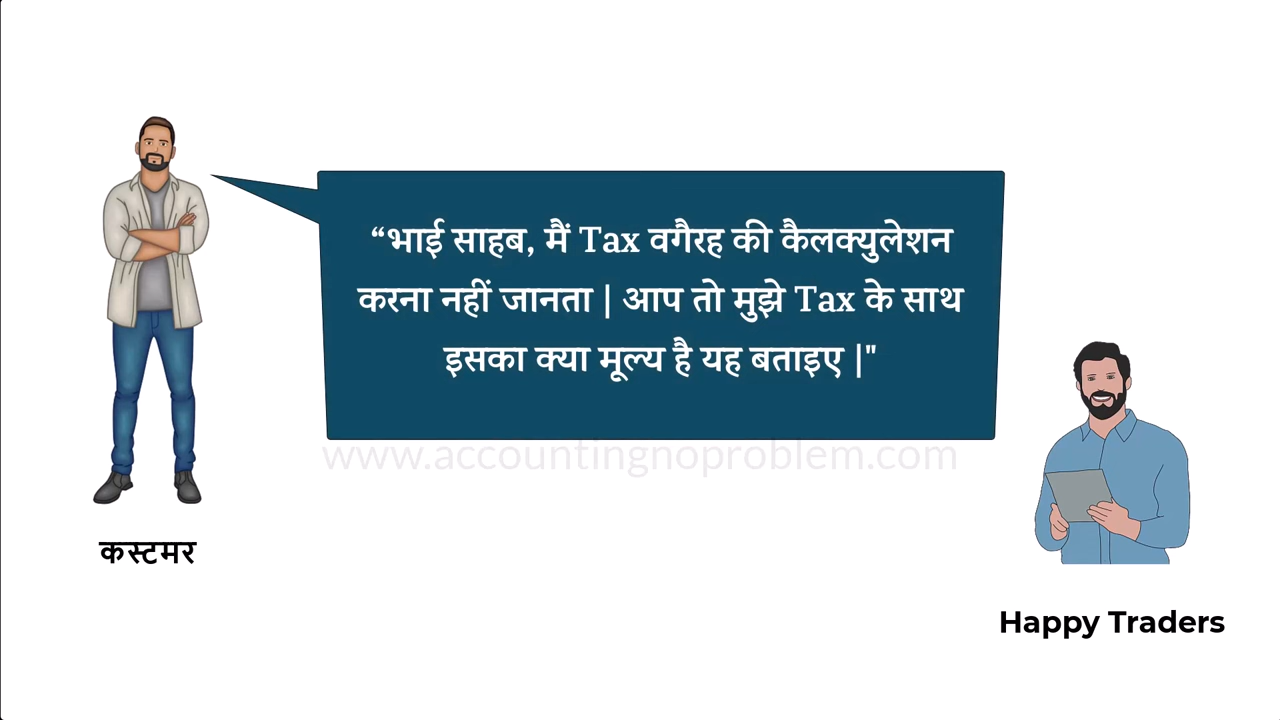 “भाई साहब, मैं Tax वगैरह की कैलक्युलेशन
करना नहीं जानता | आप तो मुझे Tax के साथ
इसका क्या मूल्य है यह बताइए |"
www.accountingnoproblem.com
कस्टमर
Happy Traders